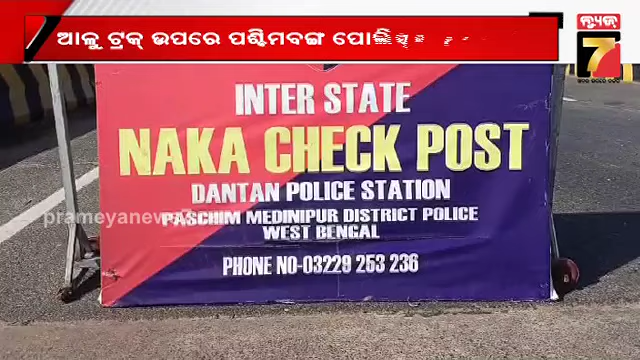 ଆଳୁ ଟ୍ରକ୍ ଉପରେ ପଶ୍ଚିମବଙ୍ଗ
ନ୍ୟୁଜ୍
7
INTER STATE
NAKA CHECK POST
DANTAN POLICE STATION
prameyanews
PASCHIM MEDINIPUR DISTRICT POLICE
WEST BENGAL
PHONE NO-03229 253 236